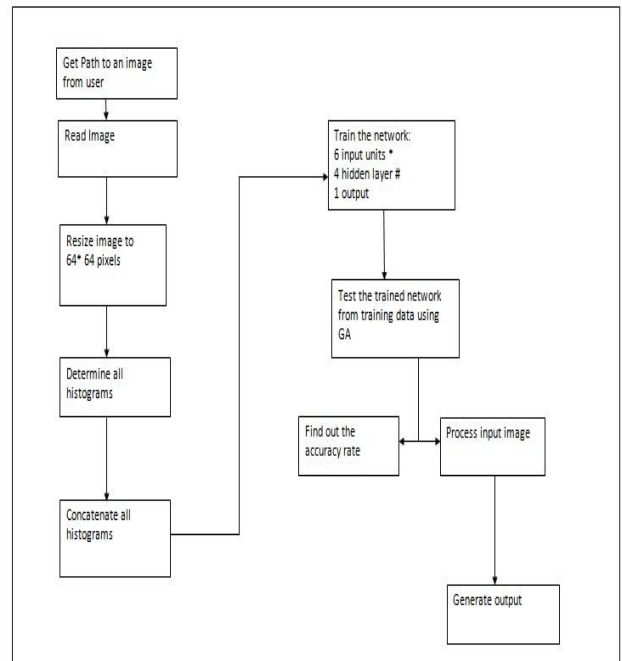 Get Path to an image
from user
Read Image
Resize image to
64* 64 pixels
Determine all
histograms
Concatenate all
histograms
Train the network:
6 input units *
4 hidden layer #
1 output
Test the trained network
from training data using
GA
Find out the
accuracy rate
Process input image
Generate output